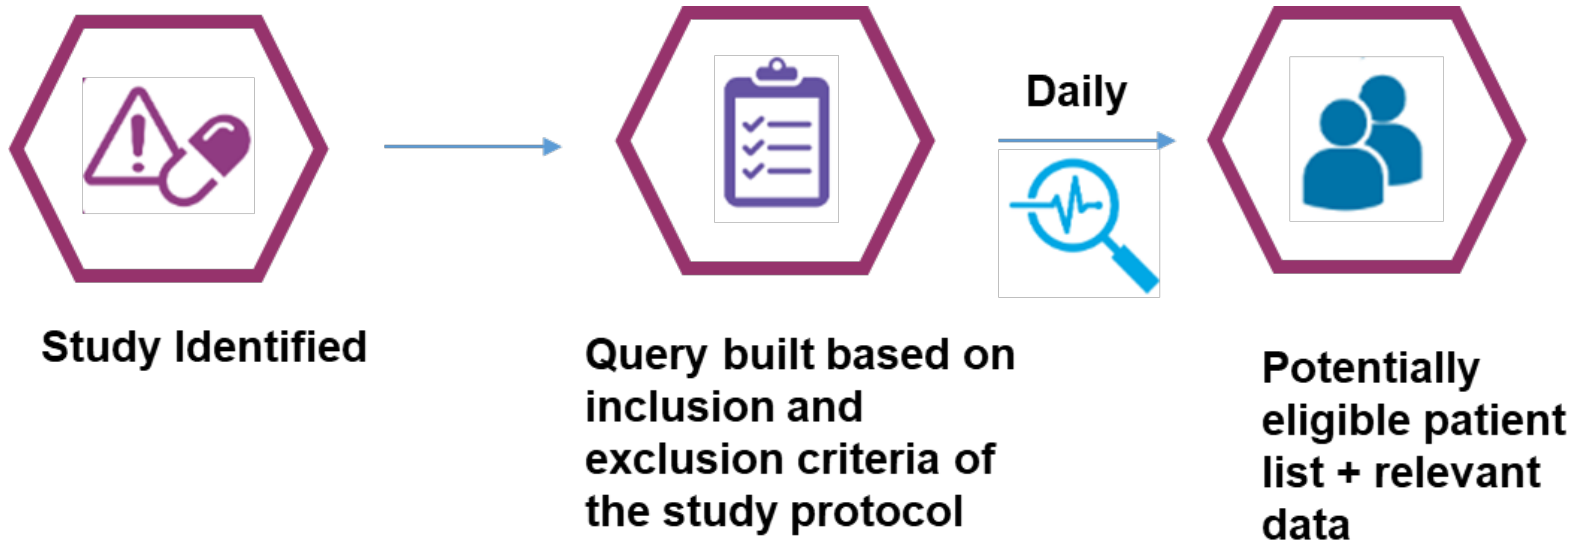 Daily
Study Identified
Query built based on
inclusion and
exclusion criteria of
the study protocol
Potentially
eligible patient
list + relevant
data